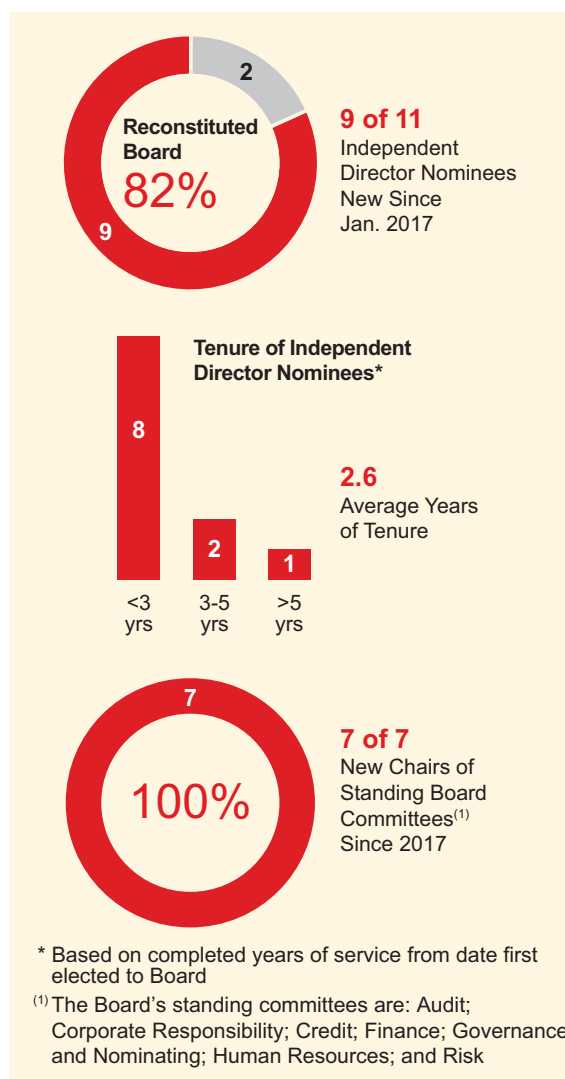 2
Reconstituted
Board
82%
9
9 of 11
Independent
Director Nominees
New Since
Jan. 2017
Tenure of Independent
Director Nominees*
8
2
1
<3
yrs
3-5
yrs
>5
yrs
2.6
Average Years
of Tenure
7
100%
7 of 7
New Chairs of
Standing Board
Committees(1)
Since 2017
* Based on completed years of service from date first
elected to Board
(1) The Board's standing committees are: Audit;
Corporate Responsibility; Credit; Finance; Governance
and Nominating; Human Resources; and Risk